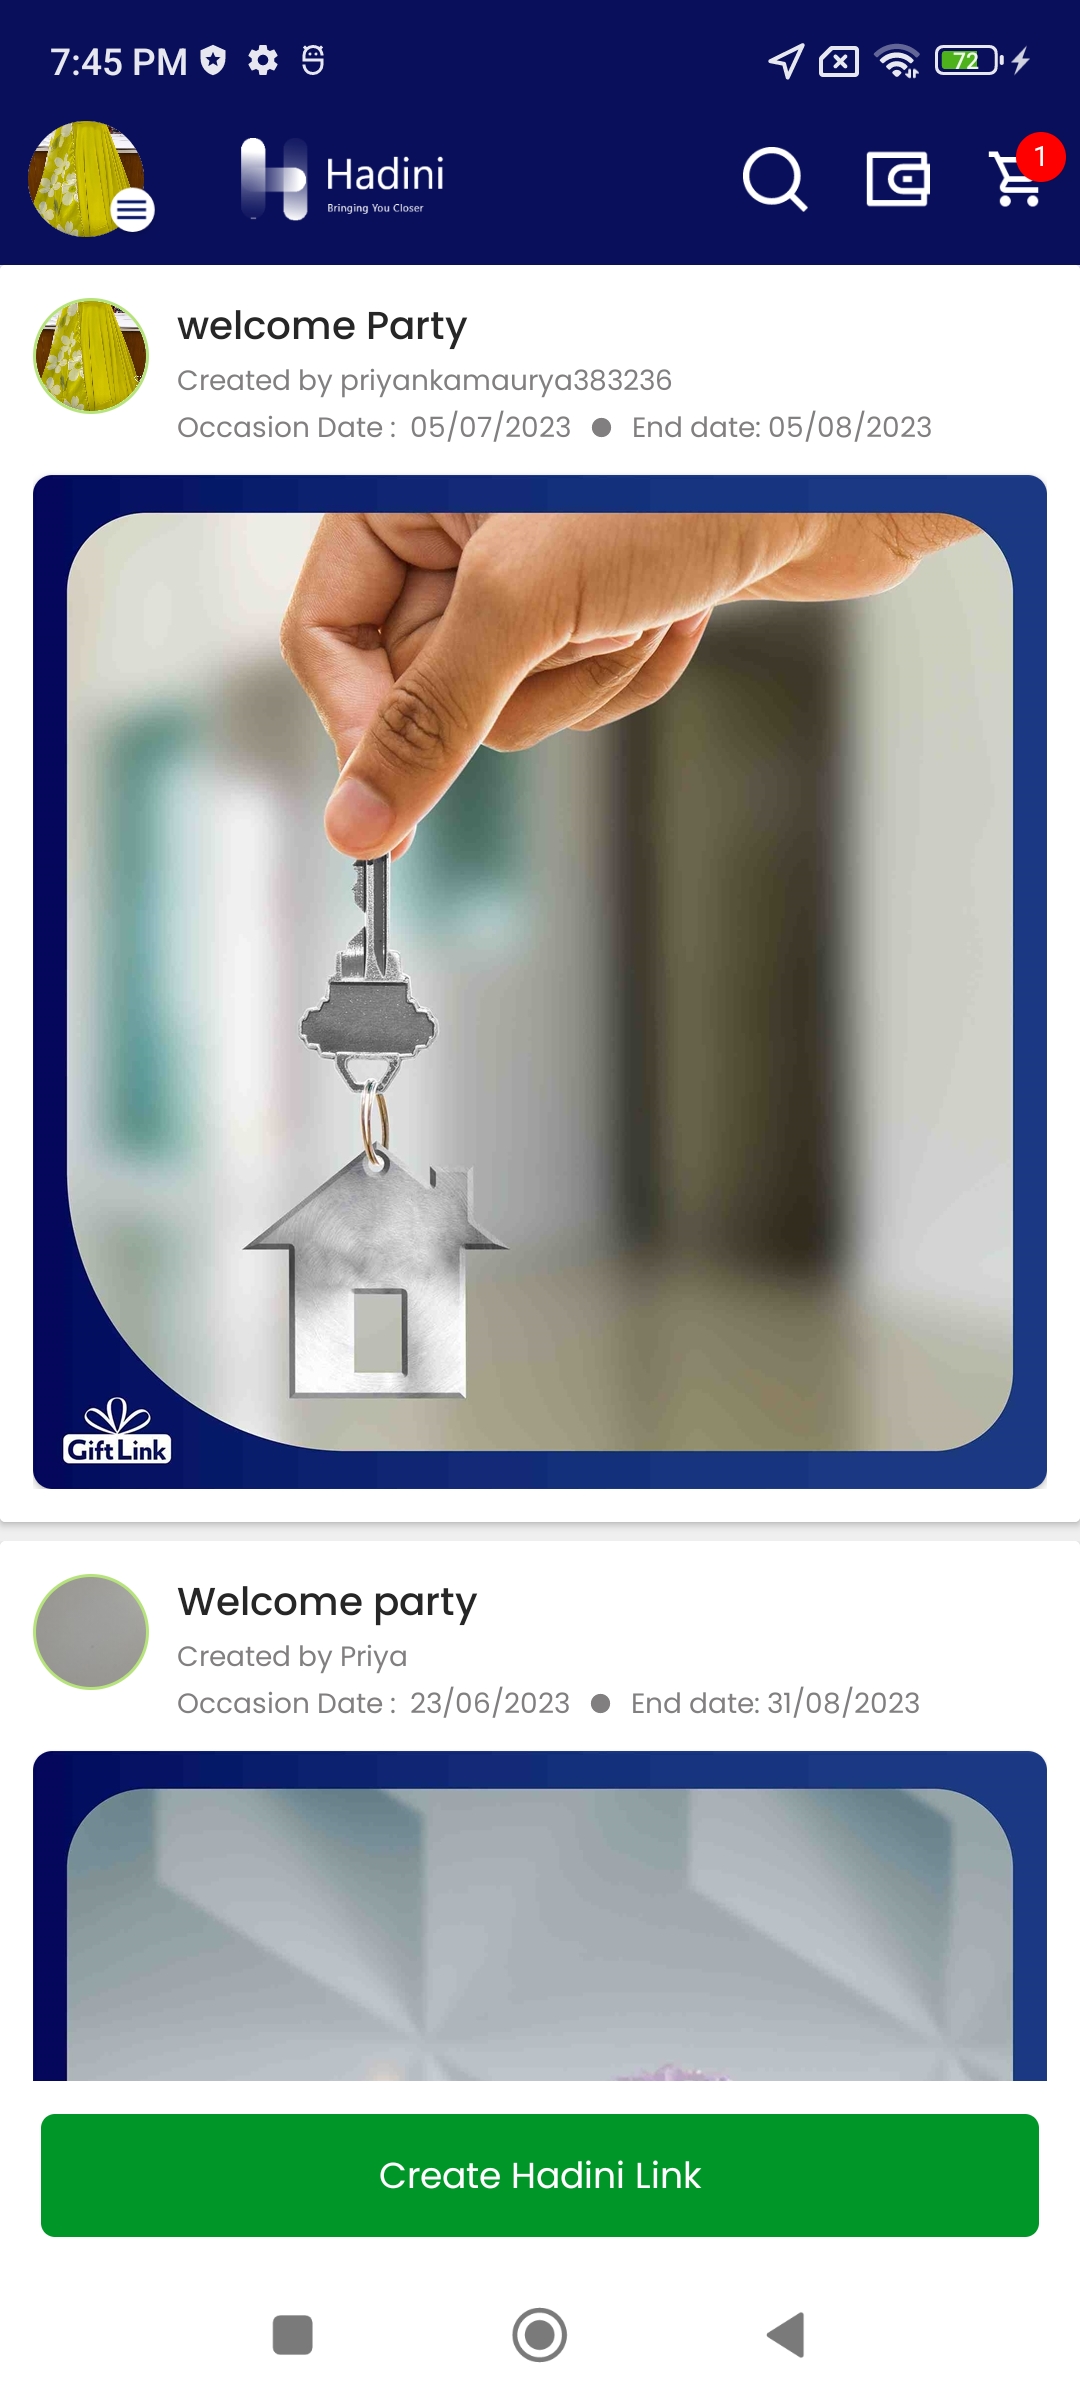 7:45 PM
72
Hadini
Bringing You Closer
1
welcome Party
Created by priyankamaurya383236
Occasion Date : 05/07/2023 ● End date: 05/08/2023
Gift Link
Welcome party
Created by Priya
Occasion Date : 23/06/2023 ● End date: 31/08/2023
Create Hadini Link